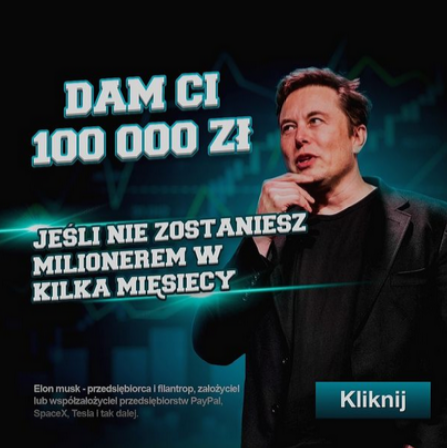 DAM CI
100 000 ZŁ
JEŚLI NIE ZOSTANIESZ
MILIONEREM W
KILKA MIĘSIECY
Elon musk - przedsiębiorca i filantrop, założyciel
lub współzałożyciel przedsiębiorstw PayPal,
SpaceX, Tesla i tak dalej.
Kliknij